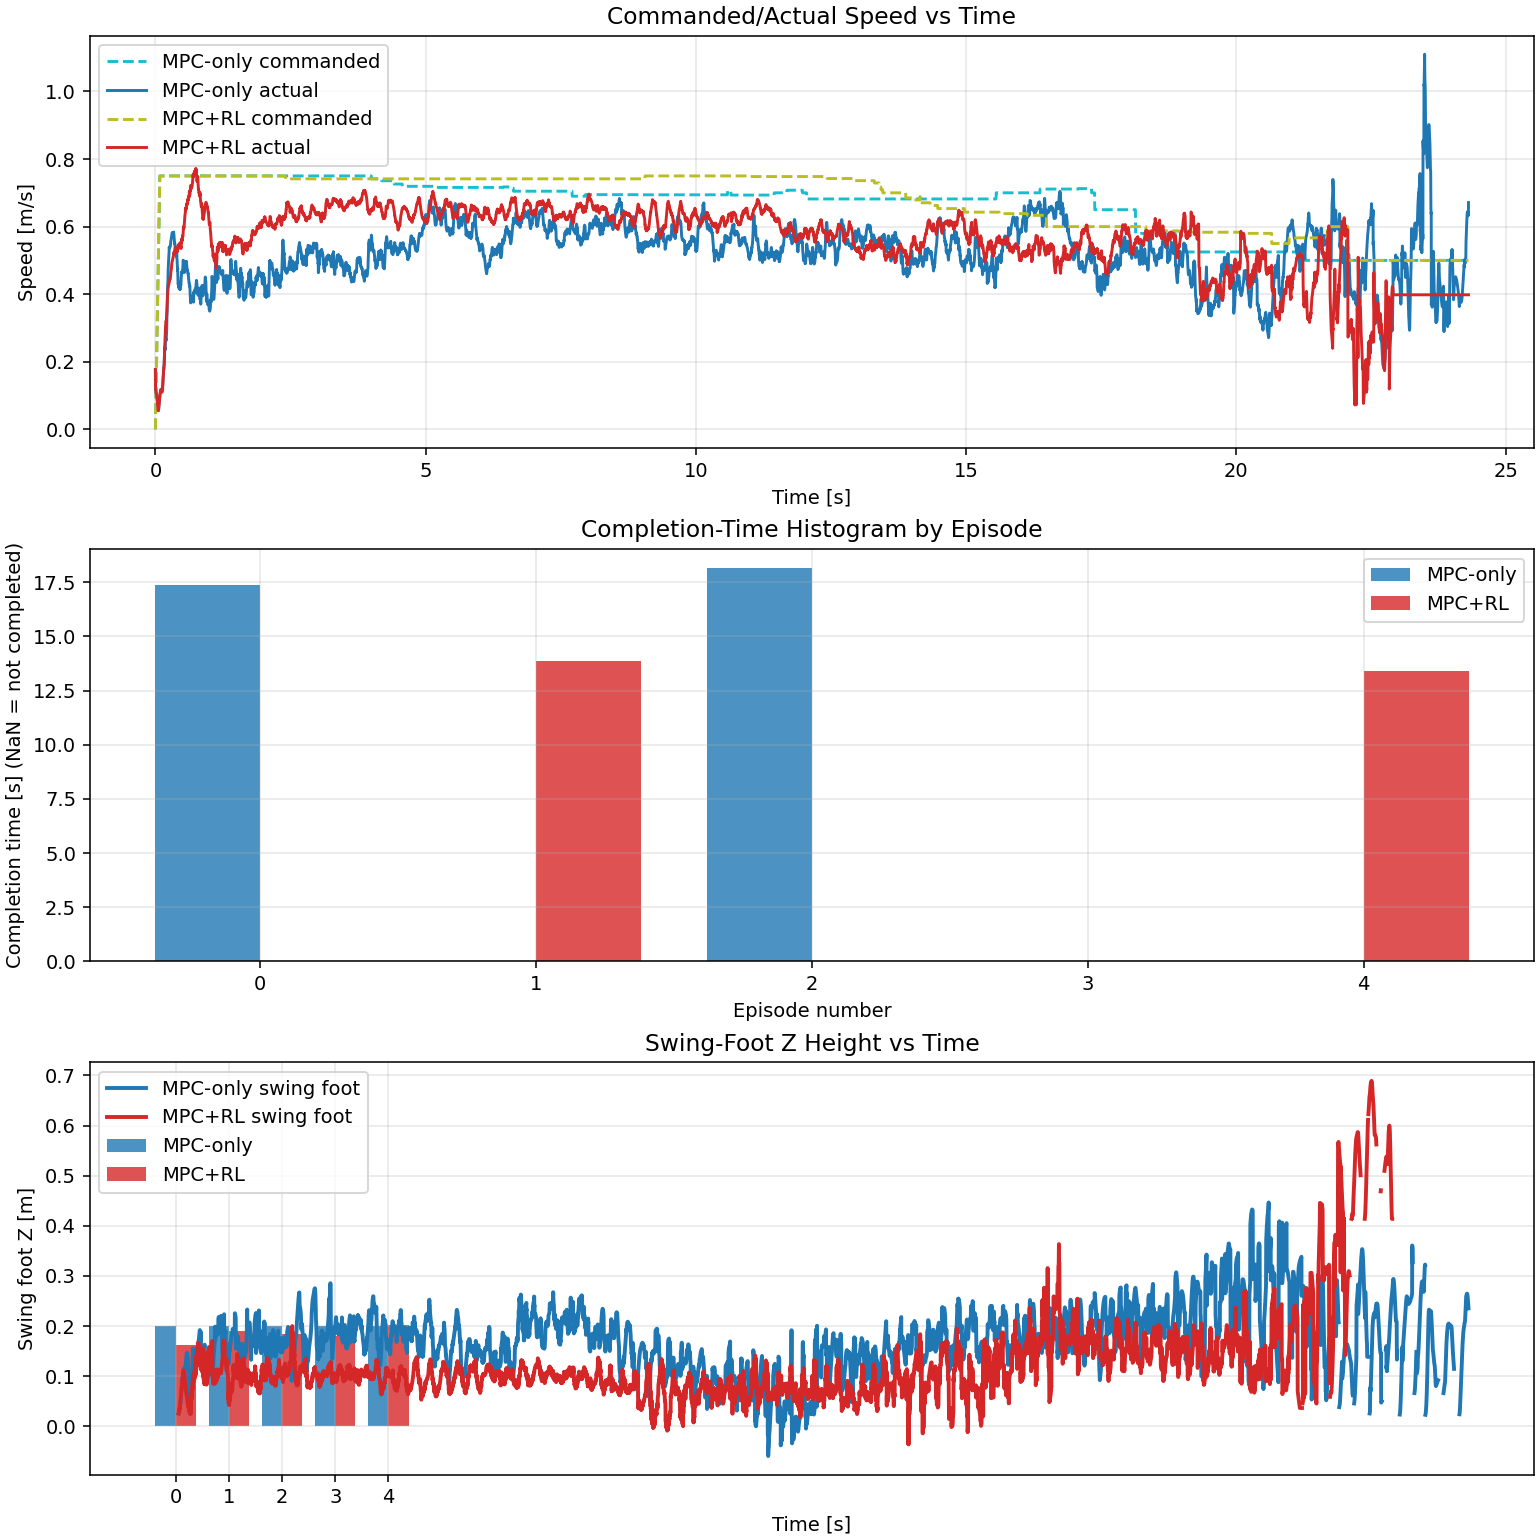 Commanded/Actual Speed vs Time
MPC-only commanded
MPC-only actual
MPC+RL commanded
MPC+RL actual
Speed [m/s]
1.0
0.8
0.6
0.4
0.2
0.0
0 5 10 15 20 25
Time [s]
Completion-Time Histogram by Episode
MPC-only
MPC+RL
Completion time [s] (NaN = not completed)
17.5
15.0
12.5
10.0
7.5
5.0
2.5
0.0
0 1 2 3 4
Episode number
Swing-Foot Z Height vs Time
MPC-only swing foot
MPC+RL swing foot
MPC-only
MPC+RL
Swing foot Z [m]
0.7
0.6
0.5
0.4
0.3
0.2
0.1
0.0
0 1 2 3 4
Time [s]